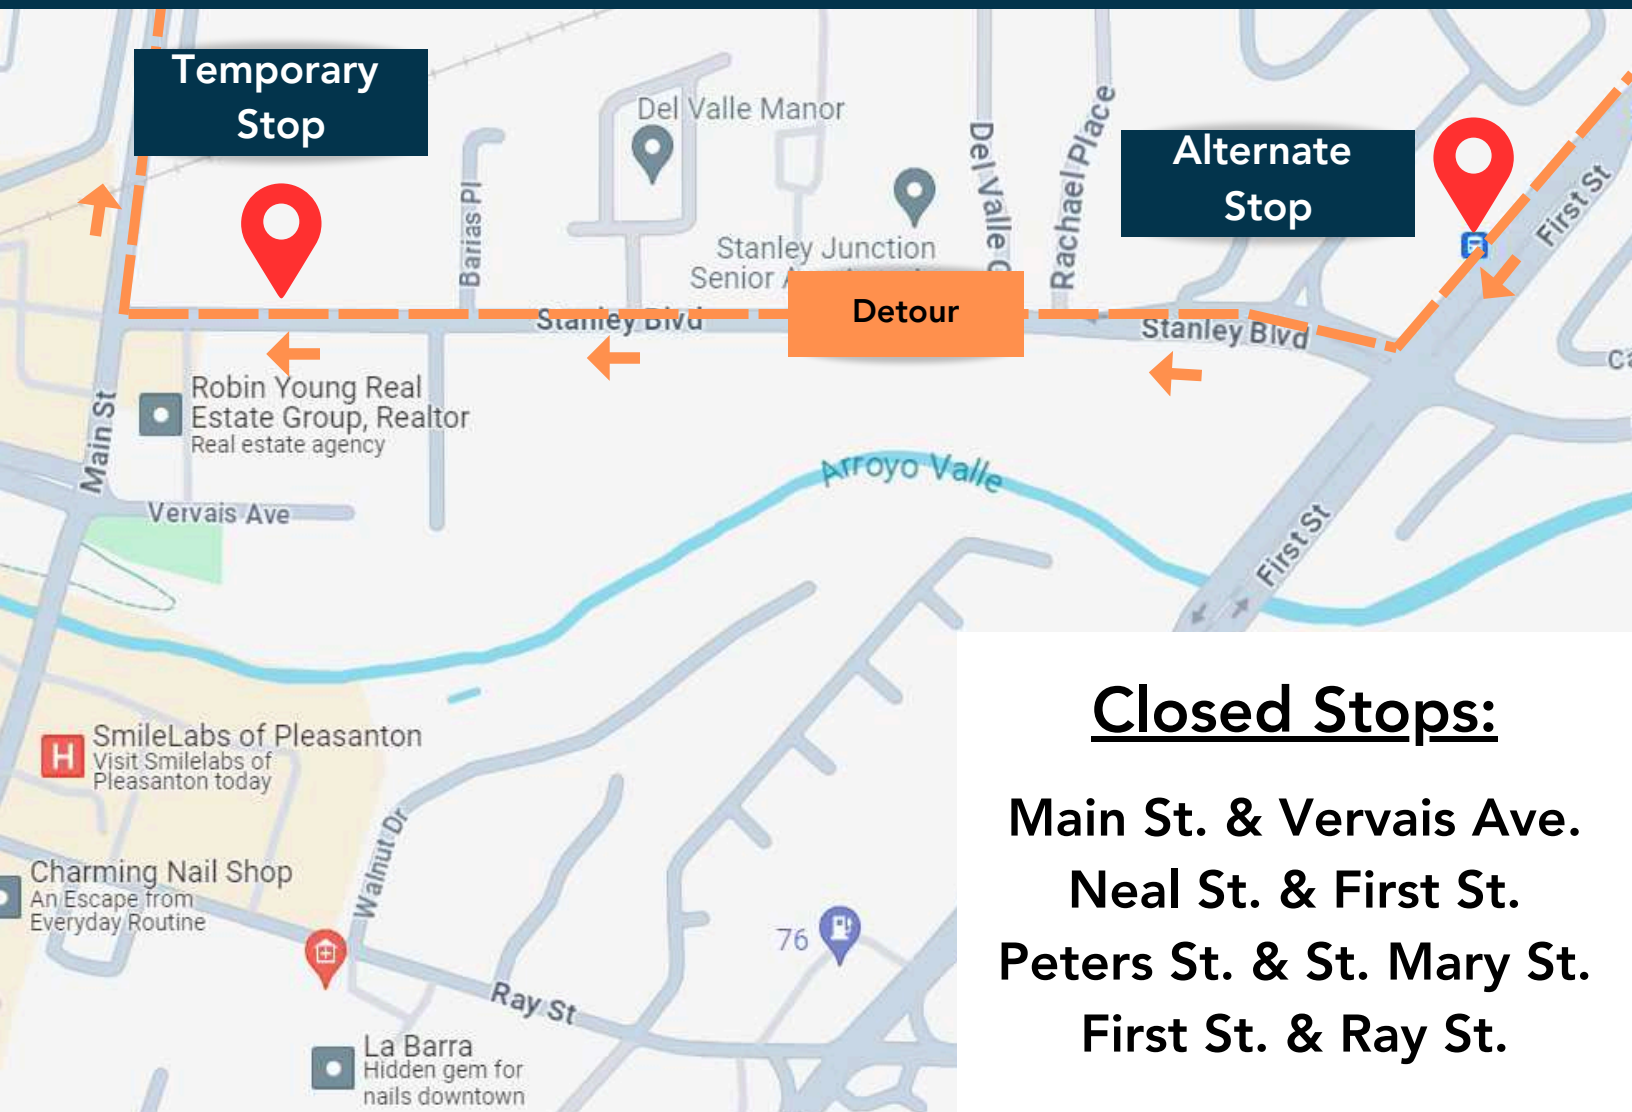 Temporary
Stop
Del Valle Manor
Del Valle
Rachael Place
Alternate
Stop
First St
Barias Pl
Stanley Junction
Senior
Detour
Stanley Blvd
Stanley Blvd
Robin Young Real
Estate Group, Realtor
Real estate agency
Main St
Arroyo Valle
Vervais Ave
First St
Closed Stops:
Main St. & Vervais Ave.
Neal St. & First St.
Peters St. & St. Mary St.
First St. & Ray St.
H
SmileLabs of Pleasanton
Visit Smilelabs of
Pleasanton today
Walnut Dr
Charming Nail Shop
An Escape from
Everyday Routine
76
Ray St
La Barra
Hidden gem for
nails downtown